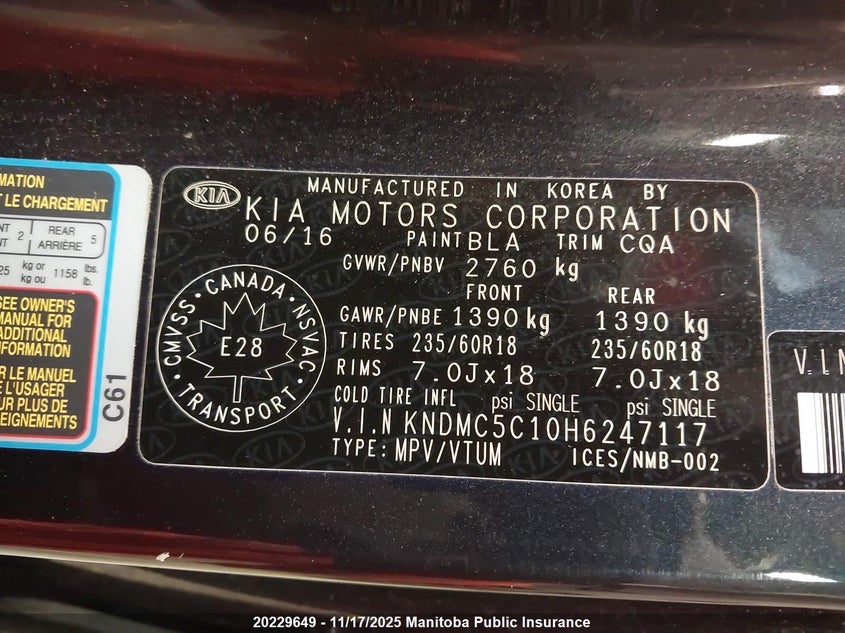 MATION
T LE CHARGEMENT
NT 2 REAR 5
NT ARRIÈRE
25 kg or 1158 lbs.
kg ou lb.
SEE OWNER'S
MANUAL FOR
ADDITIONAL
INFORMATION
R LE MANUEL
E L'USAGER
UR PLUS DE
SEIGNEMENTS
C61
KIA
MANUFACTURED IN KOREA BY
KIA MOTORS CORPORATION
06/16 PAINT BLA TRIM CQA
GVWR/PNBV 2760 kg
FRONT REAR
GAWR/PNBE 1390 kg 1390 kg
TIRES 235/60R18 235/60R18
RIMS 7.0Jx18 7.0Jx18
COLD TIRE INFL psi SINGLE psi SINGLE
V.I.N KNDMC5C10H6247117
TYPE: MPV/VTUM ICES/NMB-002
CMVSS · CANADA · NSVAC · TRANSPORT ·
E28
V.I.N
20229649 - 11/17/2025 Manitoba Public Insurance